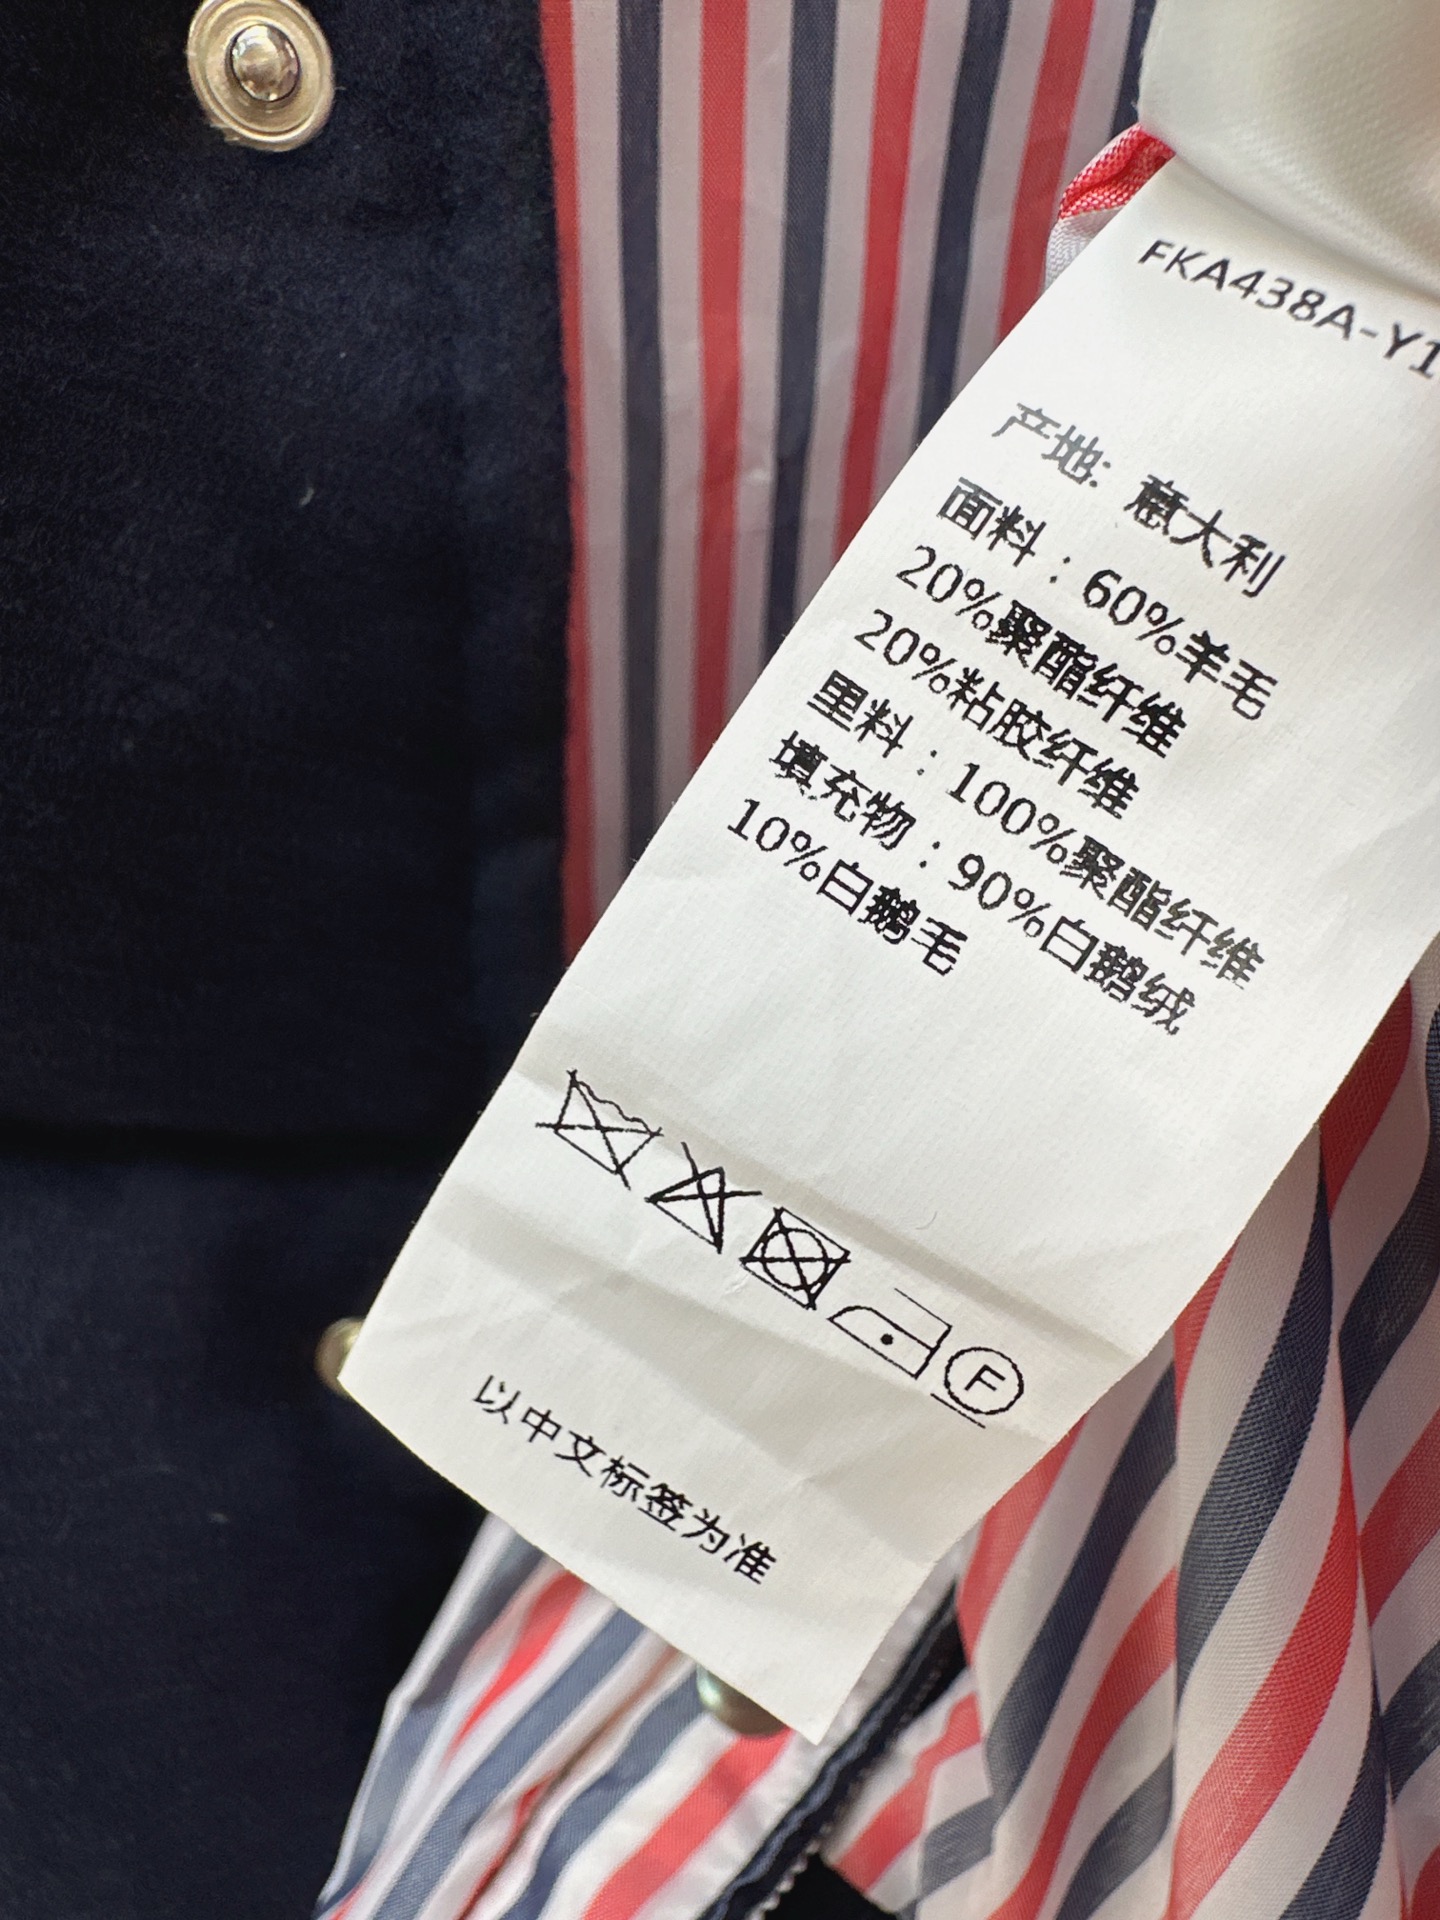 FKA438A-Y1
产地: 意大利
面料：60%羊毛
20%聚酯纤维
20%粘胶纤维
里料：100%聚酯纤维
填充物：90%白鹅绒
10%白鹅毛
F
以中文标签为准